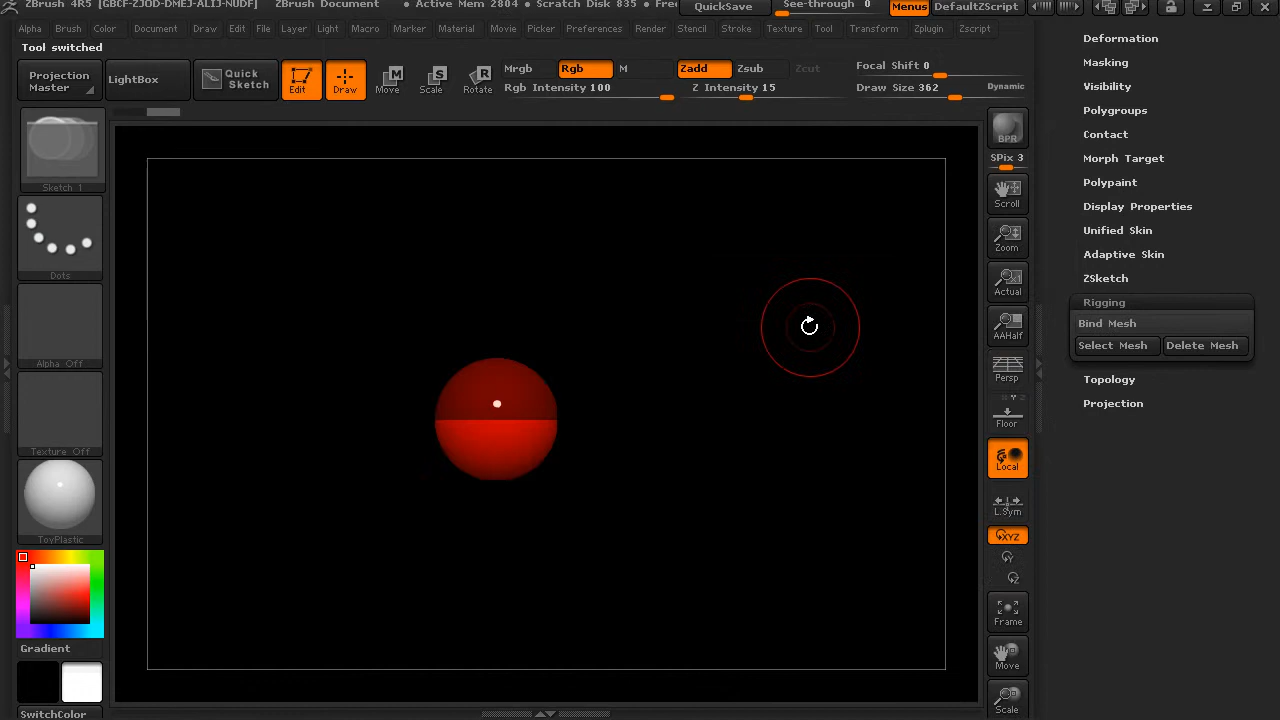 ZBrush 4R5 [GBCF-ZJOD-DMEJ-ALIJ-NUDF] ZBrush Document • Active Mem 2804 • Scratch Disk 835 • Free QuickSave See-through 0 Menus DefaultZScript
Alpha Brush Color Document Draw Edit File Layer Light Macro Marker Material Movie Picker Preferences Render Stencil Stroke Texture Tool Transform Zplugin Zscript
Tool switched
Projection Master
LightBox
Quick Sketch
Edit
Draw
Move
Scale
Rotate
Mrgb Rgb M Zadd Zsub Zcut
Rgb Intensity 100 Z Intensity 15
Focal Shift 0
Draw Size 362 Dynamic
Sketch 1
Dots
Alpha Off
Texture Off
ToyPlastic
Gradient
SwitchColor
BPR
SPix 3
Scroll
Zoom
Actual
AAHalf
Persp
Floor
Local
L.Sym
XYZ
Y
Z
Frame
Move
Scale
Deformation
Masking
Visibility
Polygroups
Contact
Morph Target
Polypaint
Display Properties
Unified Skin
Adaptive Skin
ZSketch
Rigging
Bind Mesh
Select Mesh Delete Mesh
Topology
Projection